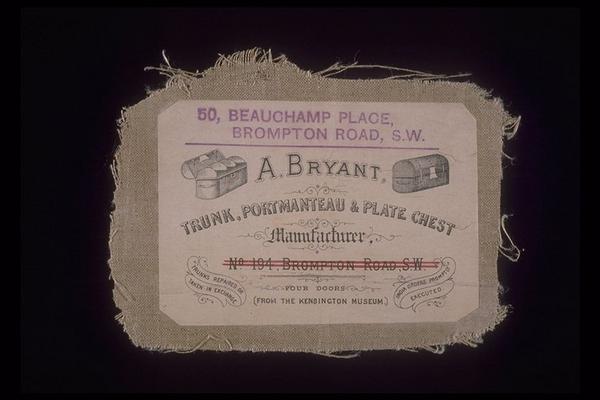 50, BEAUCHAMP PLACE,
BROMPTON ROAD, S.W.
A. BRYANT,
TRUNK, PORTMANTEAU & PLATE CHEST
Manufacturer,
No 194, BROMPTON ROAD S.W.
TRUNKS REPAIRED OR
TAKEN IN EXCHANGE
FOUR DOORS
(FROM THE KENSINGTON MUSEUM)
ORDERS PROMPTLY
EXECUTED.